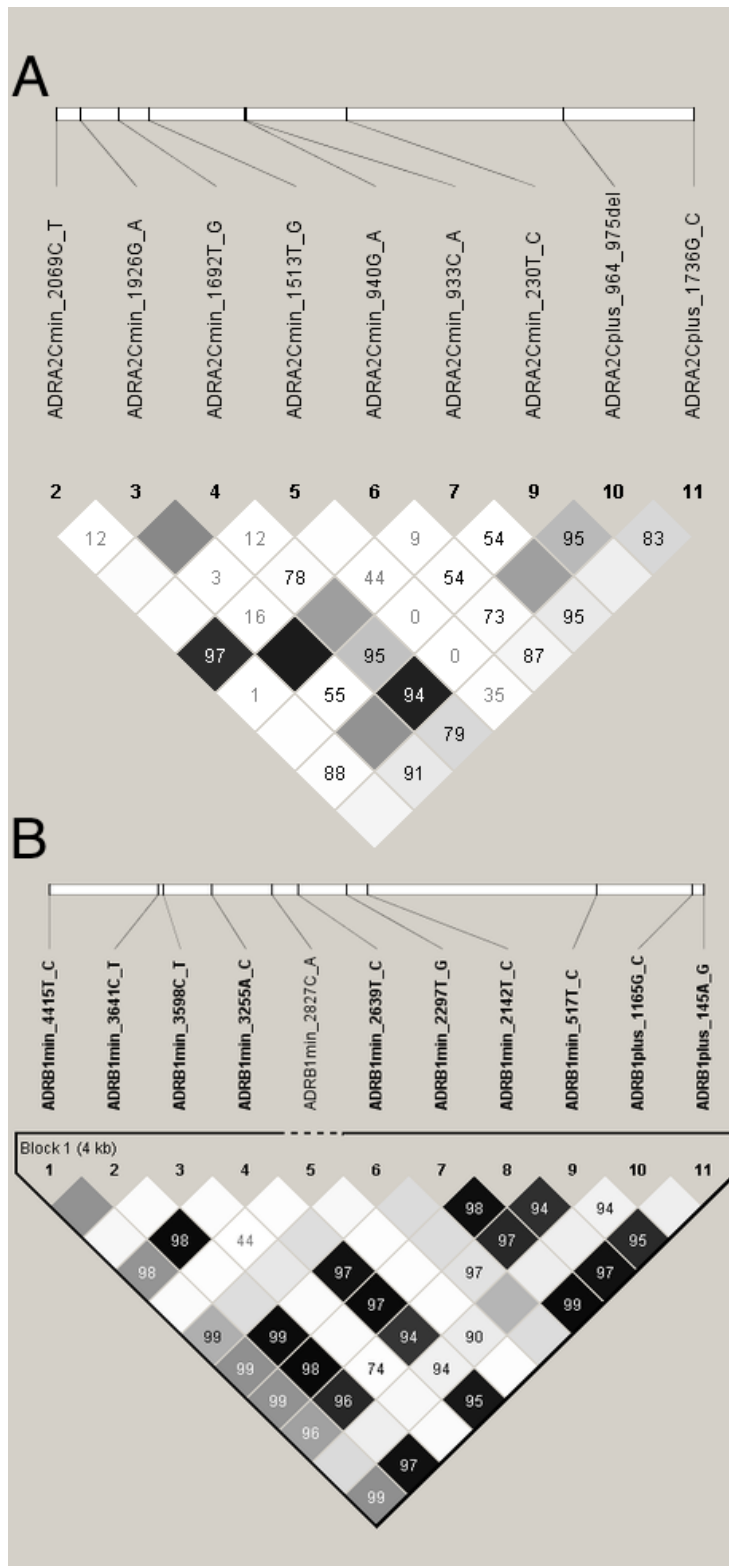 A
ADRA2Cmin_2069C_T
ADRA2Cmin_1926G_A
ADRA2Cmin_1692T_G
ADRA2Cmin_1513T_G
ADRA2Cmin_940G_A
ADRA2Cmin_933C_A
ADRA2Cmin_230T_C
ADRA2Cplus_964_975del
ADRA2Cplus_1736G_C
2 3 4 5 6 7 9 10 11
12 12 9 54 95 83
3 78 44 54
16 0 73 95
97 95 0 87
1 55 94 35
79
88 91
B
ADRB1min_4415T_C
ADRB1min_3641C_T
ADRB1min_3598C_T
ADRB1min_3255A_C
ADRB1min_2827C_A
ADRB1min_2639T_C
ADRB1min_2297T_G
ADRB1min_2142T_C
ADRB1min_517T_C
ADRB1plus_1165G_C
ADRB1plus_145A_G
Block 1 (4 kb)
1 2 3 4 5 6 7 8 9 10 11
98 94 94
98 44 97 95
98 97 97 97
97 99
99 99 94 90
99 98 74 94
99 96 95
96
97
99